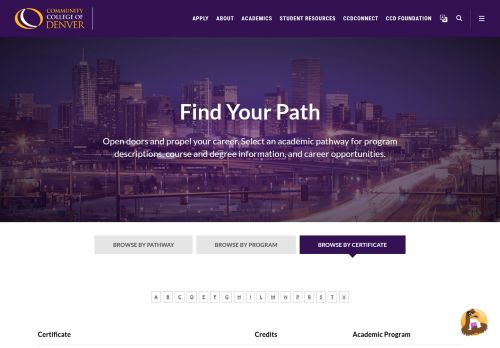 COMMUNITY
COLLEGE OF
DENVER
APPLY ABOUT ACADEMICS STUDENT RESOURCES CCDCONNECT CCD FOUNDATION
Find Your Path
Open doors and propel your career. Select an academic pathway for program
descriptions, course and degree information, and career opportunities.
BROWSE BY PATHWAY BROWSE BY PROGRAM BROWSE BY CERTIFICATE
A B C D E F G H I L M N P R S T V
Certificate Credits Academic Program